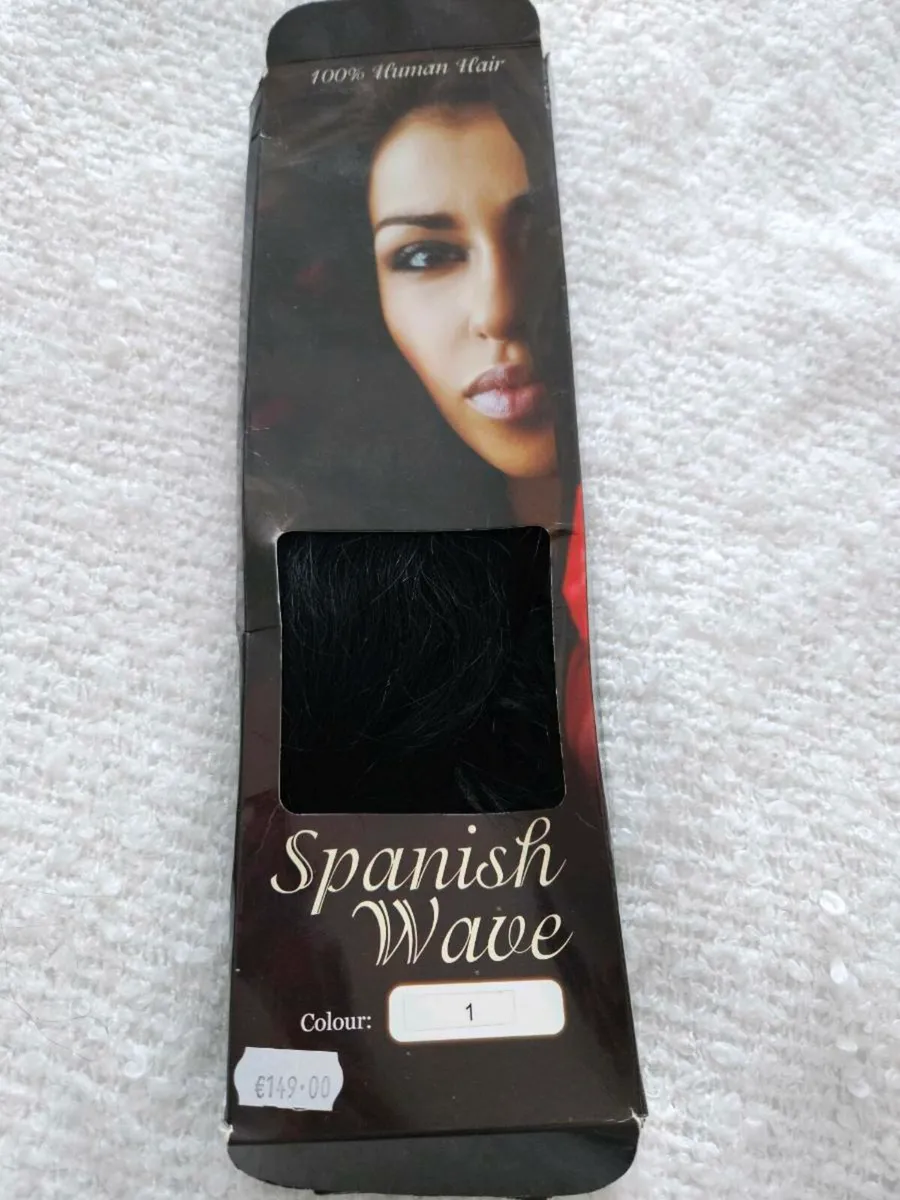 100% Human Hair
Spanish
Wave
Colour: 1
€149.00